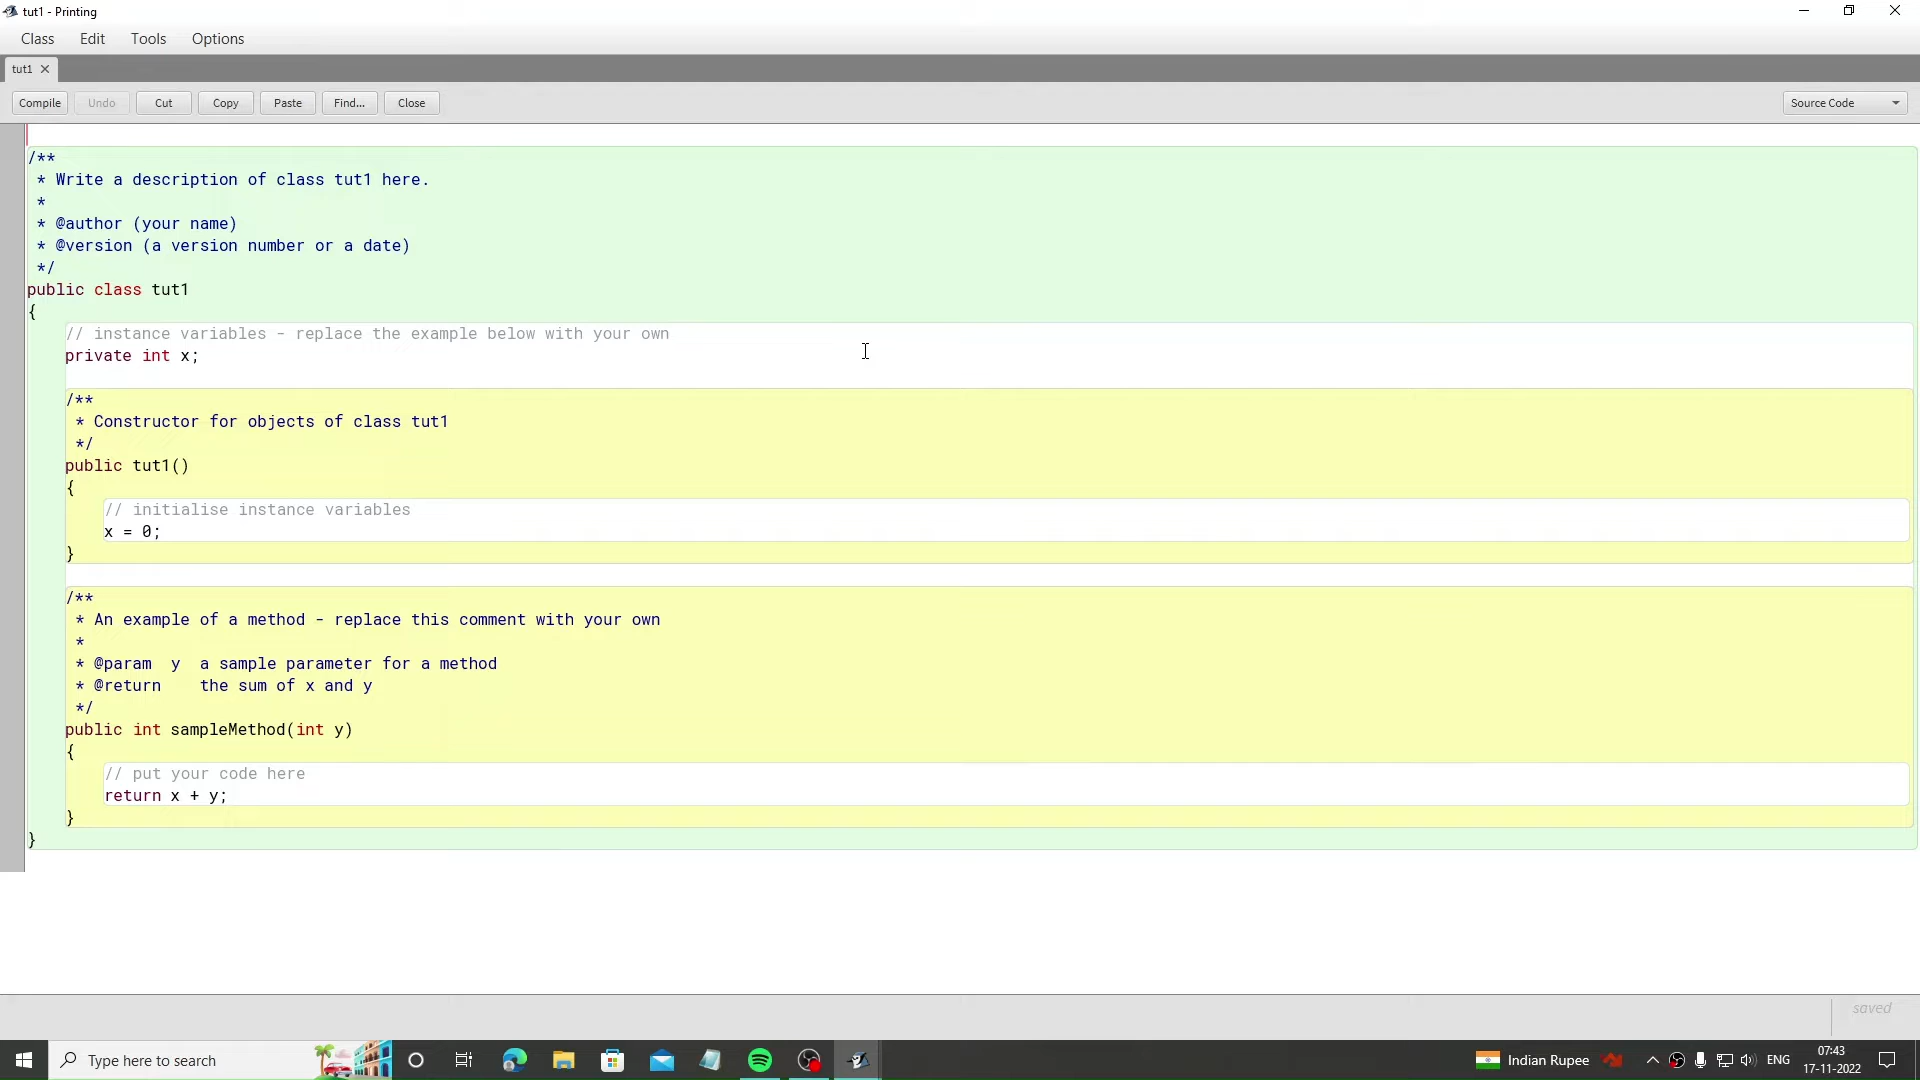 tut1 - Printing
Class Edit Tools Options
tut1
Compile Undo Cut Copy Paste Find... Close Source Code
/**
 * Write a description of class tut1 here.
 *
 * @author (your name)
 * @version (a version number or a date)
 */
public class tut1
{
    // instance variables - replace the example below with your own
    private int x;
    /**
     * Constructor for objects of class tut1
     */
    public tut1()
    {
        // initialise instance variables
        x = 0;
    }
    /**
     * An example of a method - replace this comment with your own
     *
     * @param  y  a sample parameter for a method
     * @return    the sum of x and y
     */
    public int sampleMethod(int y)
    {
        // put your code here
        return x + y;
    }
}
saved
Type here to search Indian Rupee ENG 07:43
17-11-2022